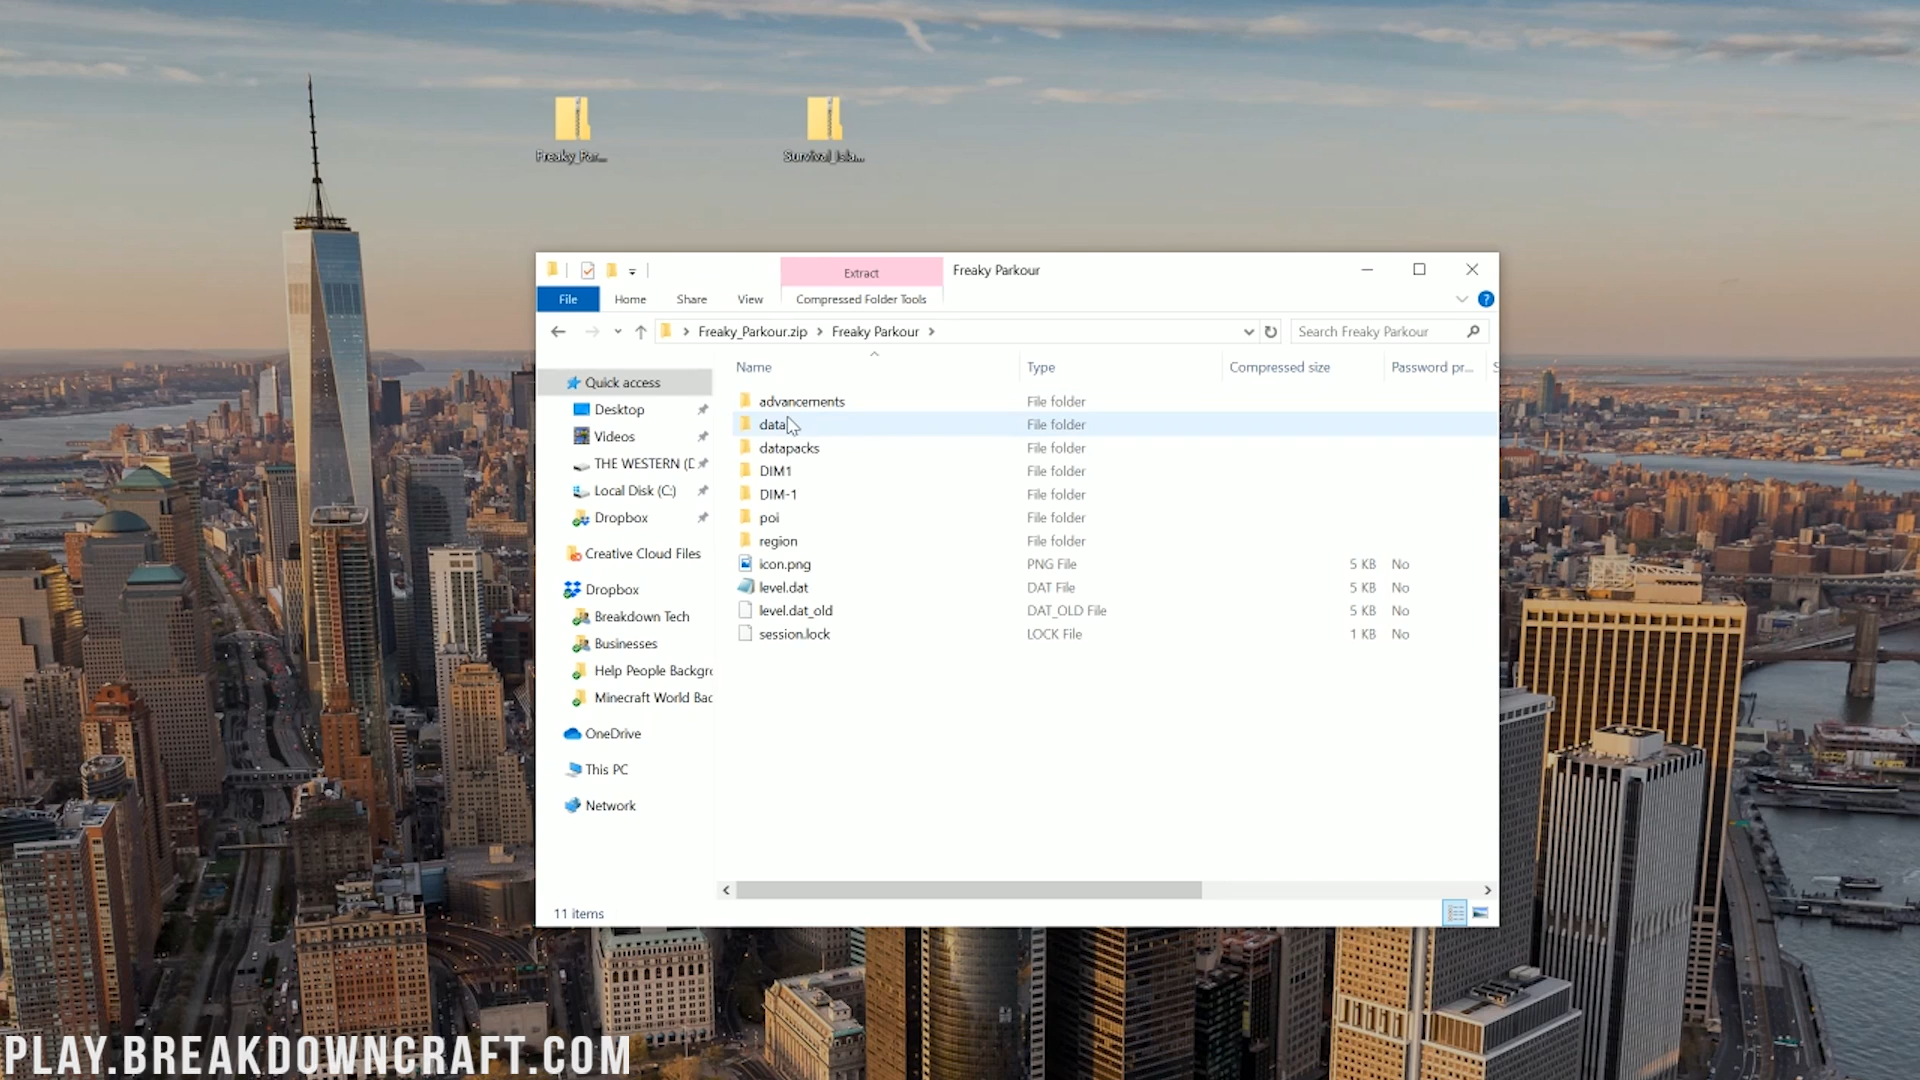 Freaky_Par...
Survival_Isla...
Extract
Freaky Parkour
File
Home
Share
View
Compressed Folder Tools
Freaky_Parkour.zip
Freaky Parkour
Search Freaky Parkour
Name
Type
Compressed size
Password pr...
Quick access
Desktop
Videos
THE WESTERN (D
Local Disk (C:)
Dropbox
Creative Cloud Files
Dropbox
Breakdown Tech
Businesses
Help People Backgro
Minecraft World Bac
OneDrive
This PC
Network
advancements File folder
data File folder
datapacks File folder
DIM1 File folder
DIM-1 File folder
poi File folder
region File folder
icon.png PNG File 5 KB No
level.dat DAT File 5 KB No
level.dat_old DAT_OLD File 5 KB No
session.lock LOCK File 1 KB No
11 items
PLAY.BREAKDOWNCRAFT.COM